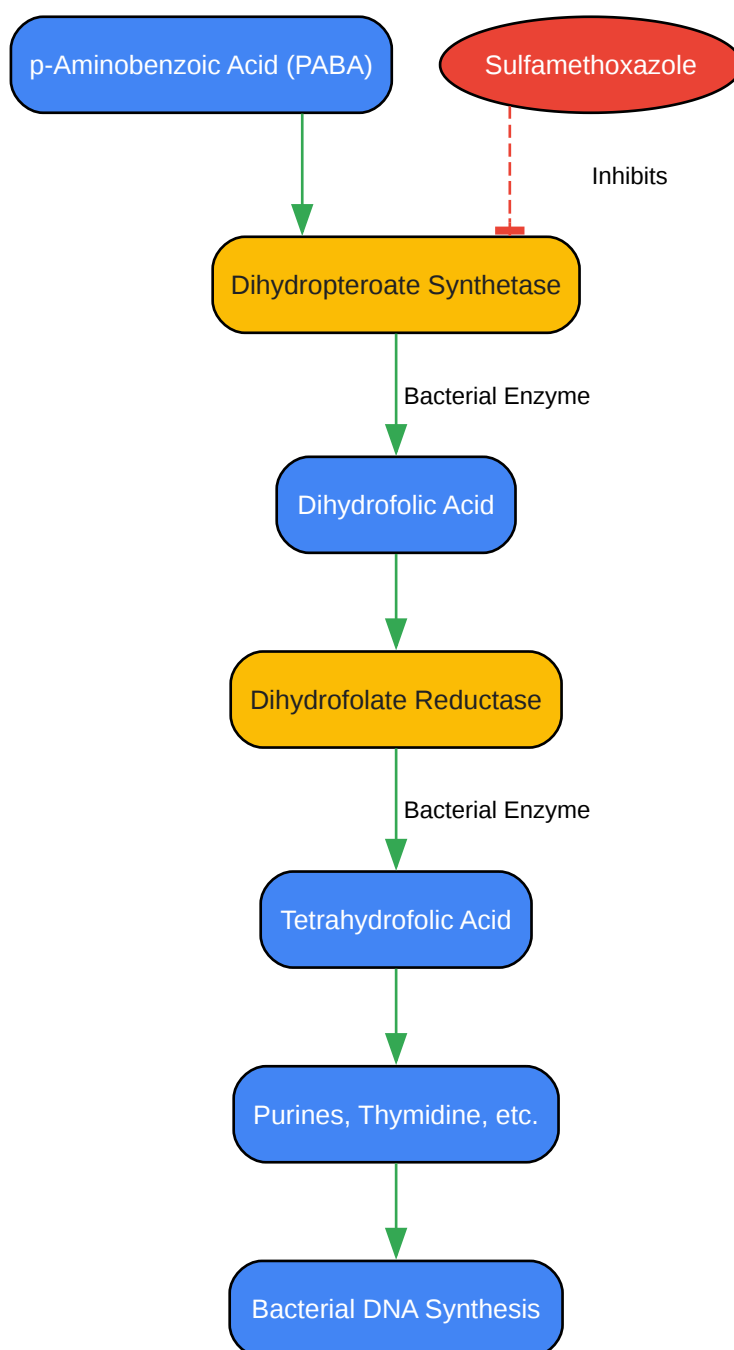 p-Aminobenzoic Acid (PABA)
Sulfamethoxazole
Inhibits
Dihydropteroate Synthetase
Bacterial Enzyme
Dihydrofolic Acid
Dihydrofolate Reductase
Bacterial Enzyme
Tetrahydrofolic Acid
Purines, Thymidine, etc.
Bacterial DNA Synthesis